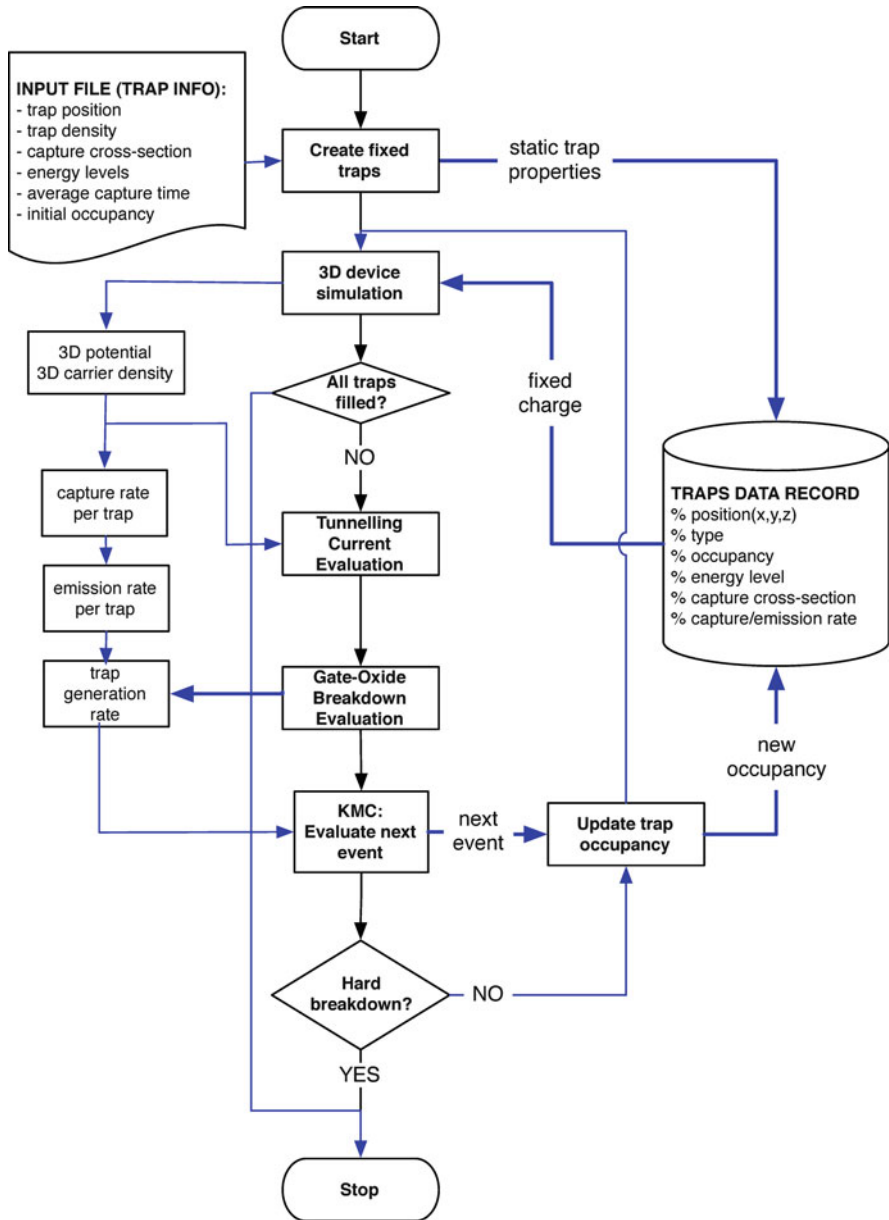 Start
INPUT FILE (TRAP INFO):
- trap position
- trap density
- capture cross-section
- energy levels
- average capture time
- initial occupancy
Create fixed
traps
static trap
properties
3D device
simulation
3D potential
3D carrier density
All traps
filled?
fixed
charge
NO
TRAPS DATA RECORD
% position(x,y,z)
% type
% occupancy
% energy level
% capture cross-section
% capture/emission rate
capture rate
per trap
Tunnelling
Current
Evaluation
emission rate
per trap
trap
generation
rate
Gate-Oxide
Breakdown
Evaluation
new
occupancy
KMC:
Evaluate next
event
next
event
Update trap
occupancy
Hard
breakdown?
NO
YES
Stop